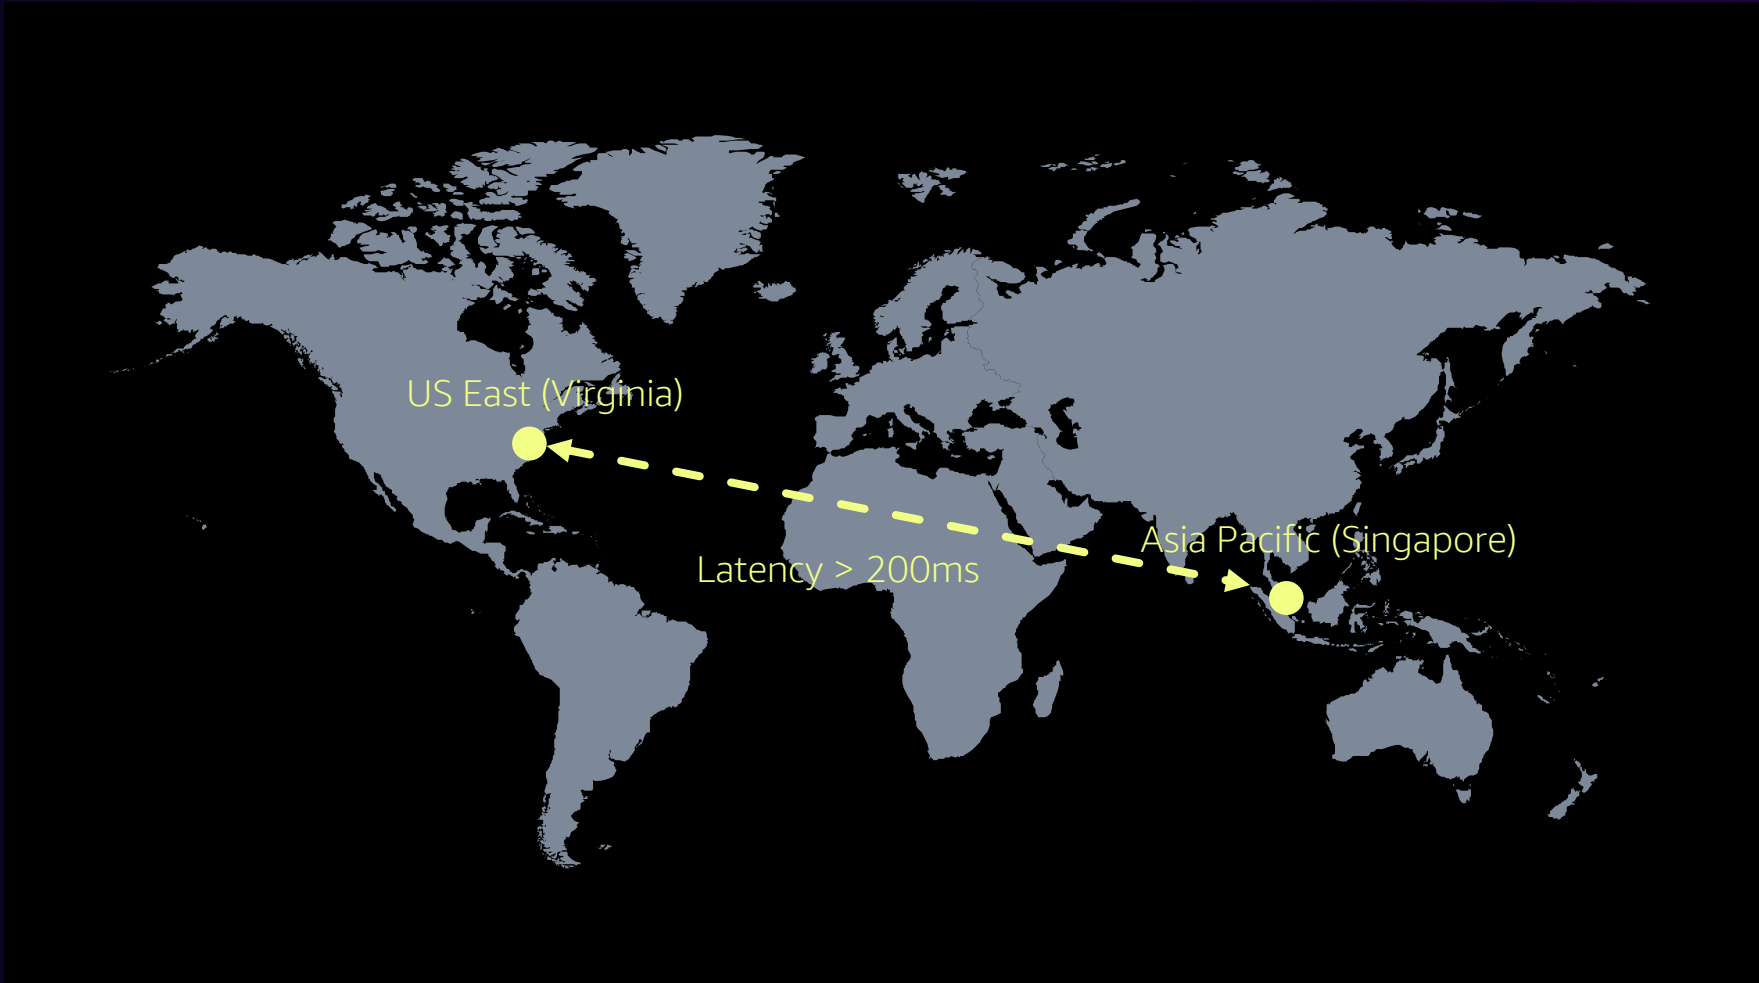 US East (Virginia)
Asia Pacific (Singapore)
Latency > 200ms